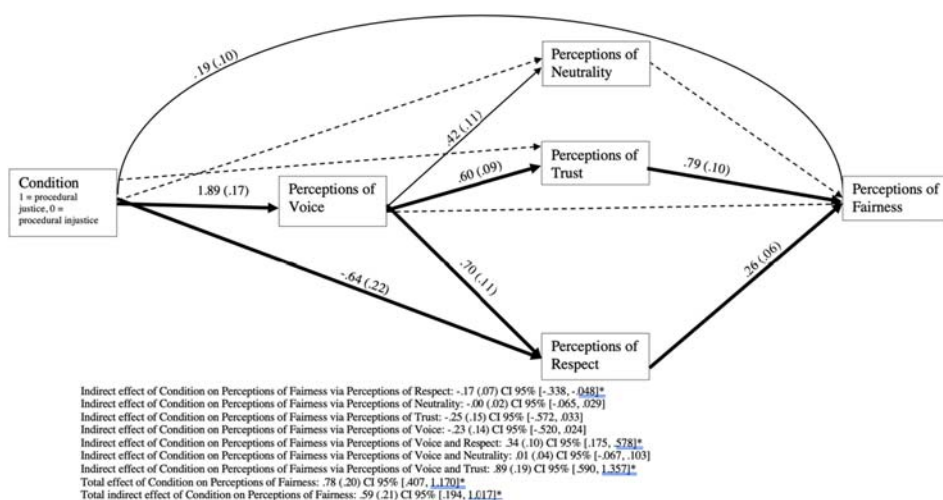 .19 (.10)
Perceptions of
Neutrality
.42 (.11)
Condition
1 = procedural
justice, 0 =
procedural injustice
1.89 (.17)
Perceptions of
Voice
.60 (.09)
Perceptions of
Trust
.79 (.10)
Perceptions of
Fairness
-.64 (.22)
.70 (.11)
.26 (.06)
Perceptions of
Respect
Indirect effect of Condition on Perceptions of Fairness via Perceptions of Respect: -.17 (.07) CI 95% [-.338, -.048]*
Indirect effect of Condition on Perceptions of Fairness via Perceptions of Neutrality: -.00 (.02) CI 95% [-.065, .029]
Indirect effect of Condition on Perceptions of Fairness via Perceptions of Trust: -.25 (.15) CI 95% [-.572, .033]
Indirect effect of Condition on Perceptions of Fairness via Perceptions of Voice: -.23 (.14) CI 95% [-.520, .024]
Indirect effect of Condition on Perceptions of Fairness via Perceptions of Voice and Respect: .34 (.10) CI 95% [.175, .578]*
Indirect effect of Condition on Perceptions of Fairness via Perceptions of Voice and Neutrality: .01 (.04) CI 95% [-.067, .103]
Indirect effect of Condition on Perceptions of Fairness via Perceptions of Voice and Trust: .89 (.19) CI 95% [.590, 1.357]*
Total effect of Condition on Perceptions of Fairness: .78 (.20) CI 95% [.407, 1.170]*
Total indirect effect of Condition on Perceptions of Fairness: .59 (.21) CI 95% [.194, 1.017]*